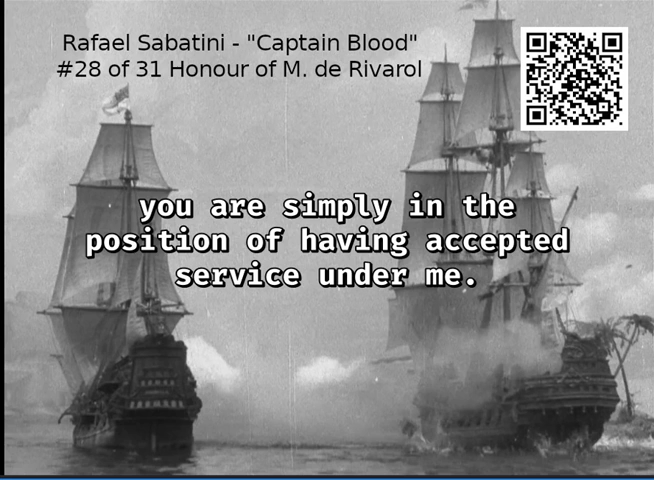 Rafael Sabatini - "Captain Blood"
#28 of 31 Honour of M. de Rivarol
you are simply in the
position of having accepted
service under me.